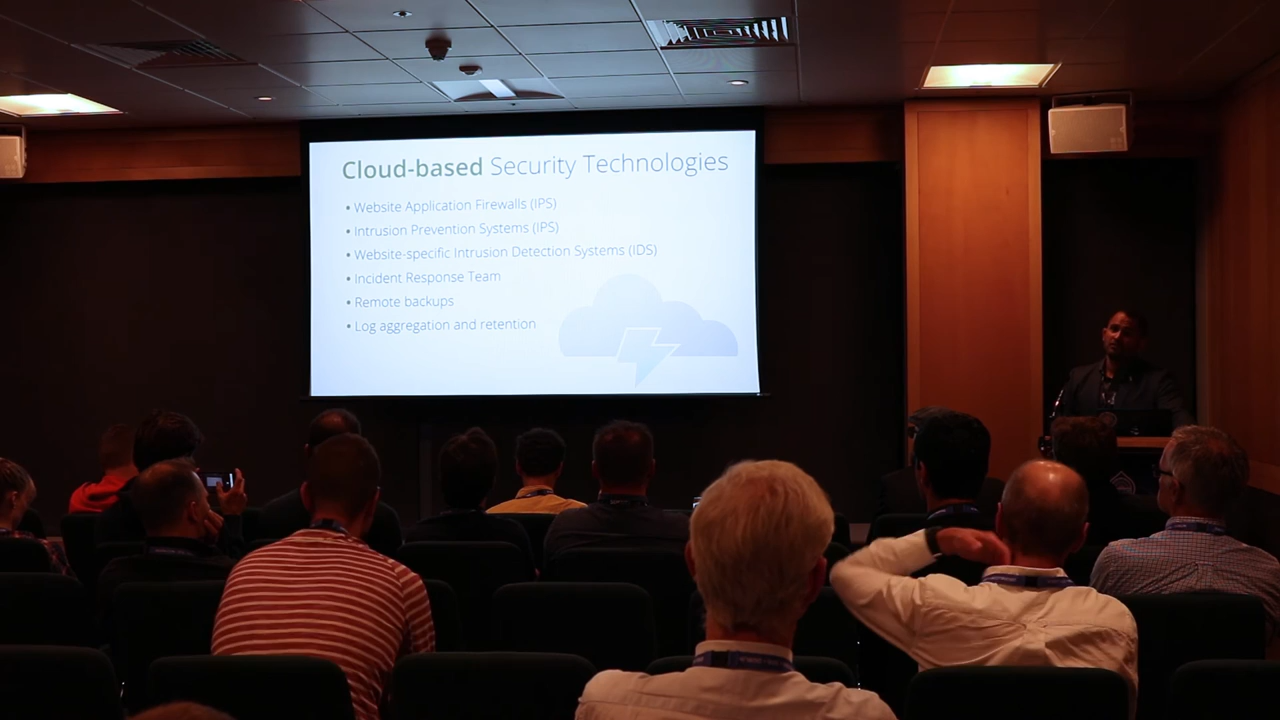 Cloud-based Security Technologies
• Website Application Firewalls (IPS)
• Intrusion Prevention Systems (IPS)
• Website-specific Intrusion Detection Systems (IDS)
• Incident Response Team
• Remote backups
• Log aggregation and retention